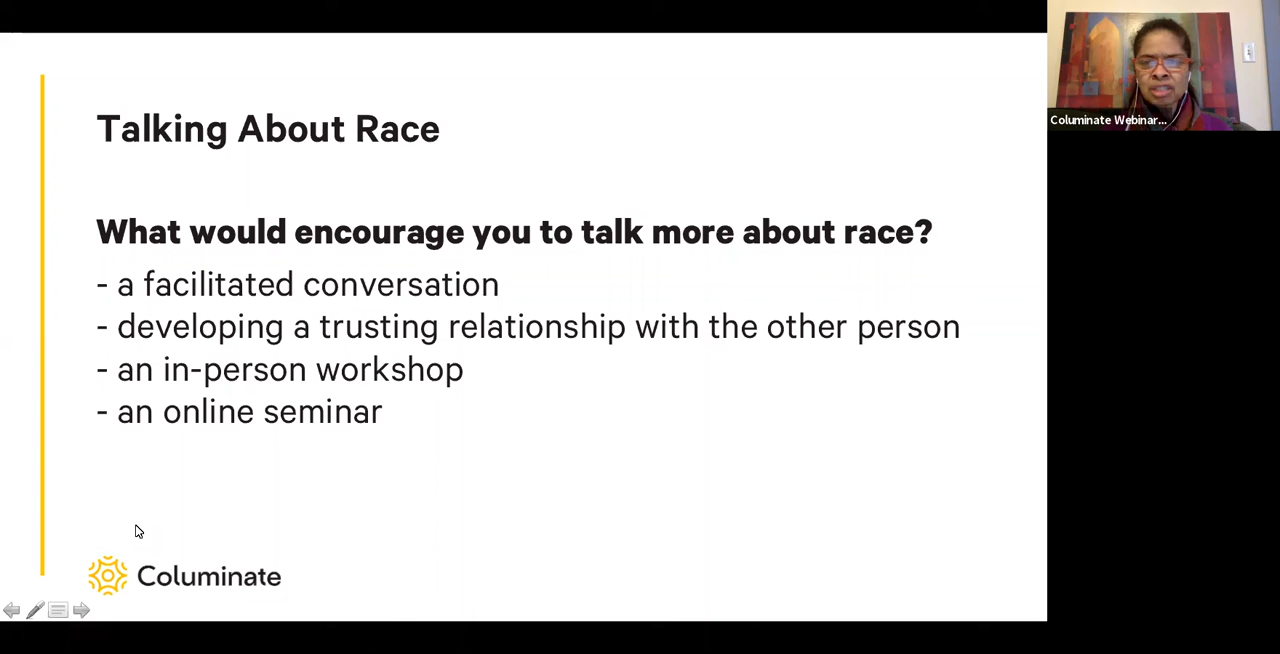 Talking About Race
What would encourage you to talk more about race?
- a facilitated conversation
- developing a trusting relationship with the other person
- an in-person workshop
- an online seminar
Columinate
Columinate Webinar...